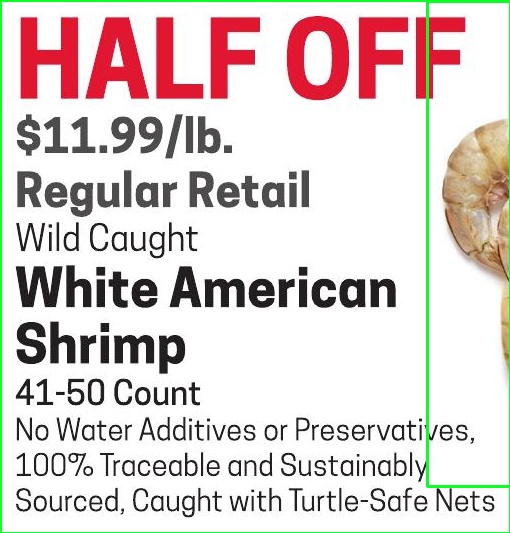 HALF OFF
$11.99/lb.
Regular Retail
Wild Caught
White American
Shrimp
41-50 Count
No Water Additives or Preservatives,
100% Traceable and Sustainably
Sourced, Caught with Turtle-Safe Nets